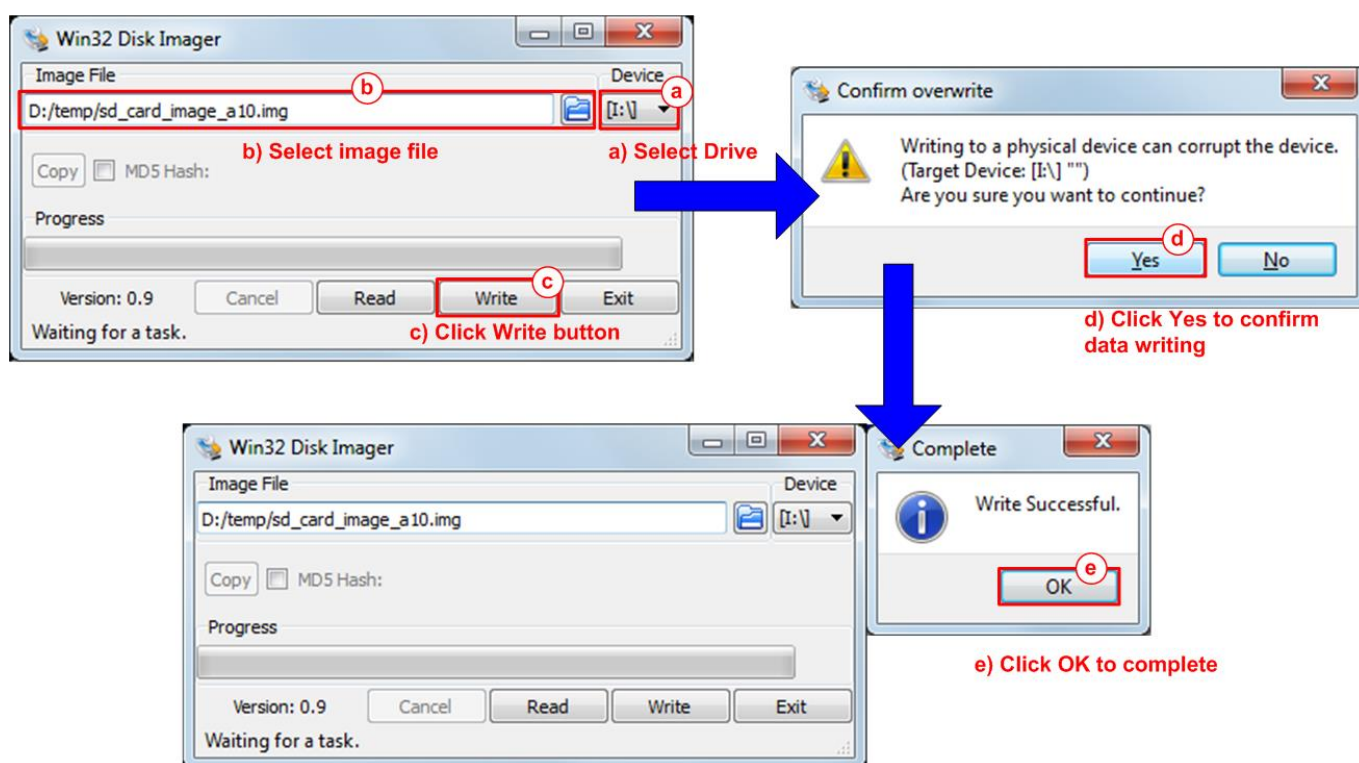 Win32 Disk Imager
Image File
Device
b
a
D:/temp/sd_card_image_a10.img
[I:\]
b) Select image file
a) Select Drive
Copy
MD5 Hash:
Progress
c
Version: 0.9
Cancel
Read
Write
Exit
Waiting for a task.
c) Click Write button
Confirm overwrite
Writing to a physical device can corrupt the device.
(Target Device: [I:\] "")
Are you sure you want to continue?
d
Yes
No
d) Click Yes to confirm
data writing
Win32 Disk Imager
Image File
Device
D:/temp/sd_card_image_a10.img
[I:\]
Copy
MD5 Hash:
Progress
Version: 0.9
Cancel
Read
Write
Exit
Waiting for a task.
Complete
Write Successful.
e
OK
e) Click OK to complete